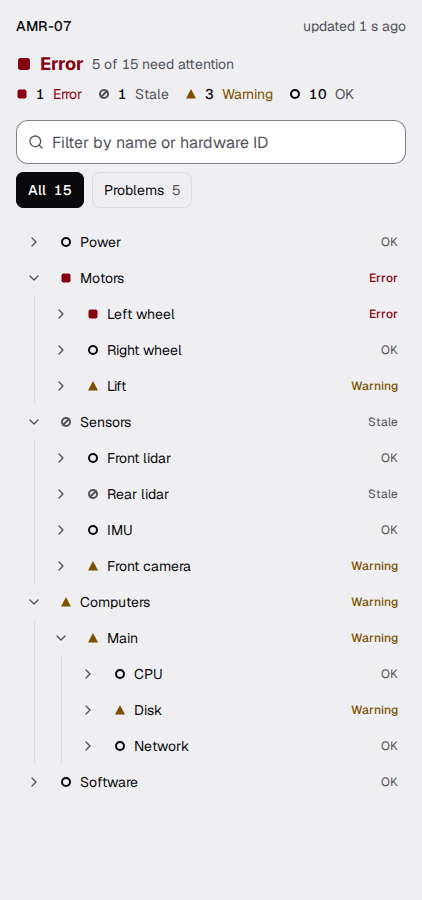 AMR-07 updated 1 s ago
Error 5 of 15 need attention
1 Error 1 Stale 3 Warning 10 OK
Filter by name or hardware ID
All 15 Problems 5
Power OK
Motors Error
Left wheel Error
Right wheel OK
Lift Warning
Sensors Stale
Front lidar OK
Rear lidar Stale
IMU OK
Front camera Warning
Computers Warning
Main Warning
CPU OK
Disk Warning
Network OK
Software OK